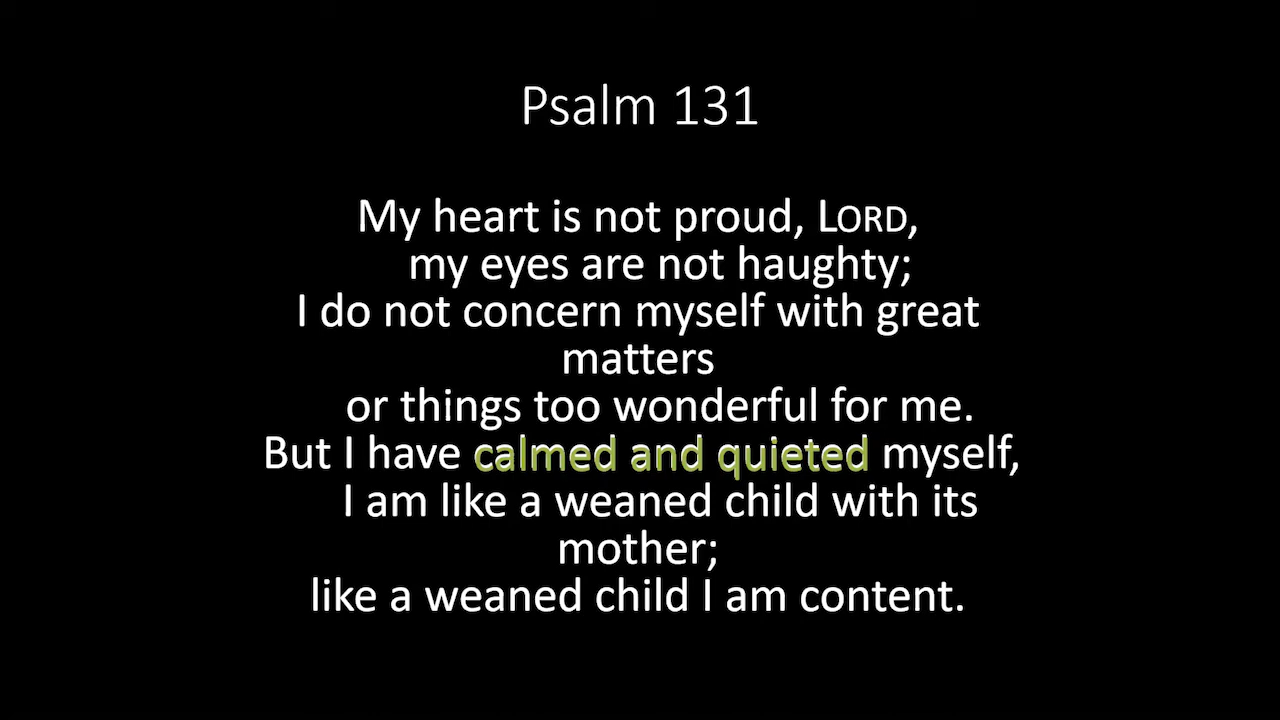 Psalm 131
My heart is not proud, LORD,
my eyes are not haughty;
I do not concern myself with great
matters
or things too wonderful for me.
But I have calmed and quieted myself,
I am like a weaned child with its
mother;
like a weaned child I am content.